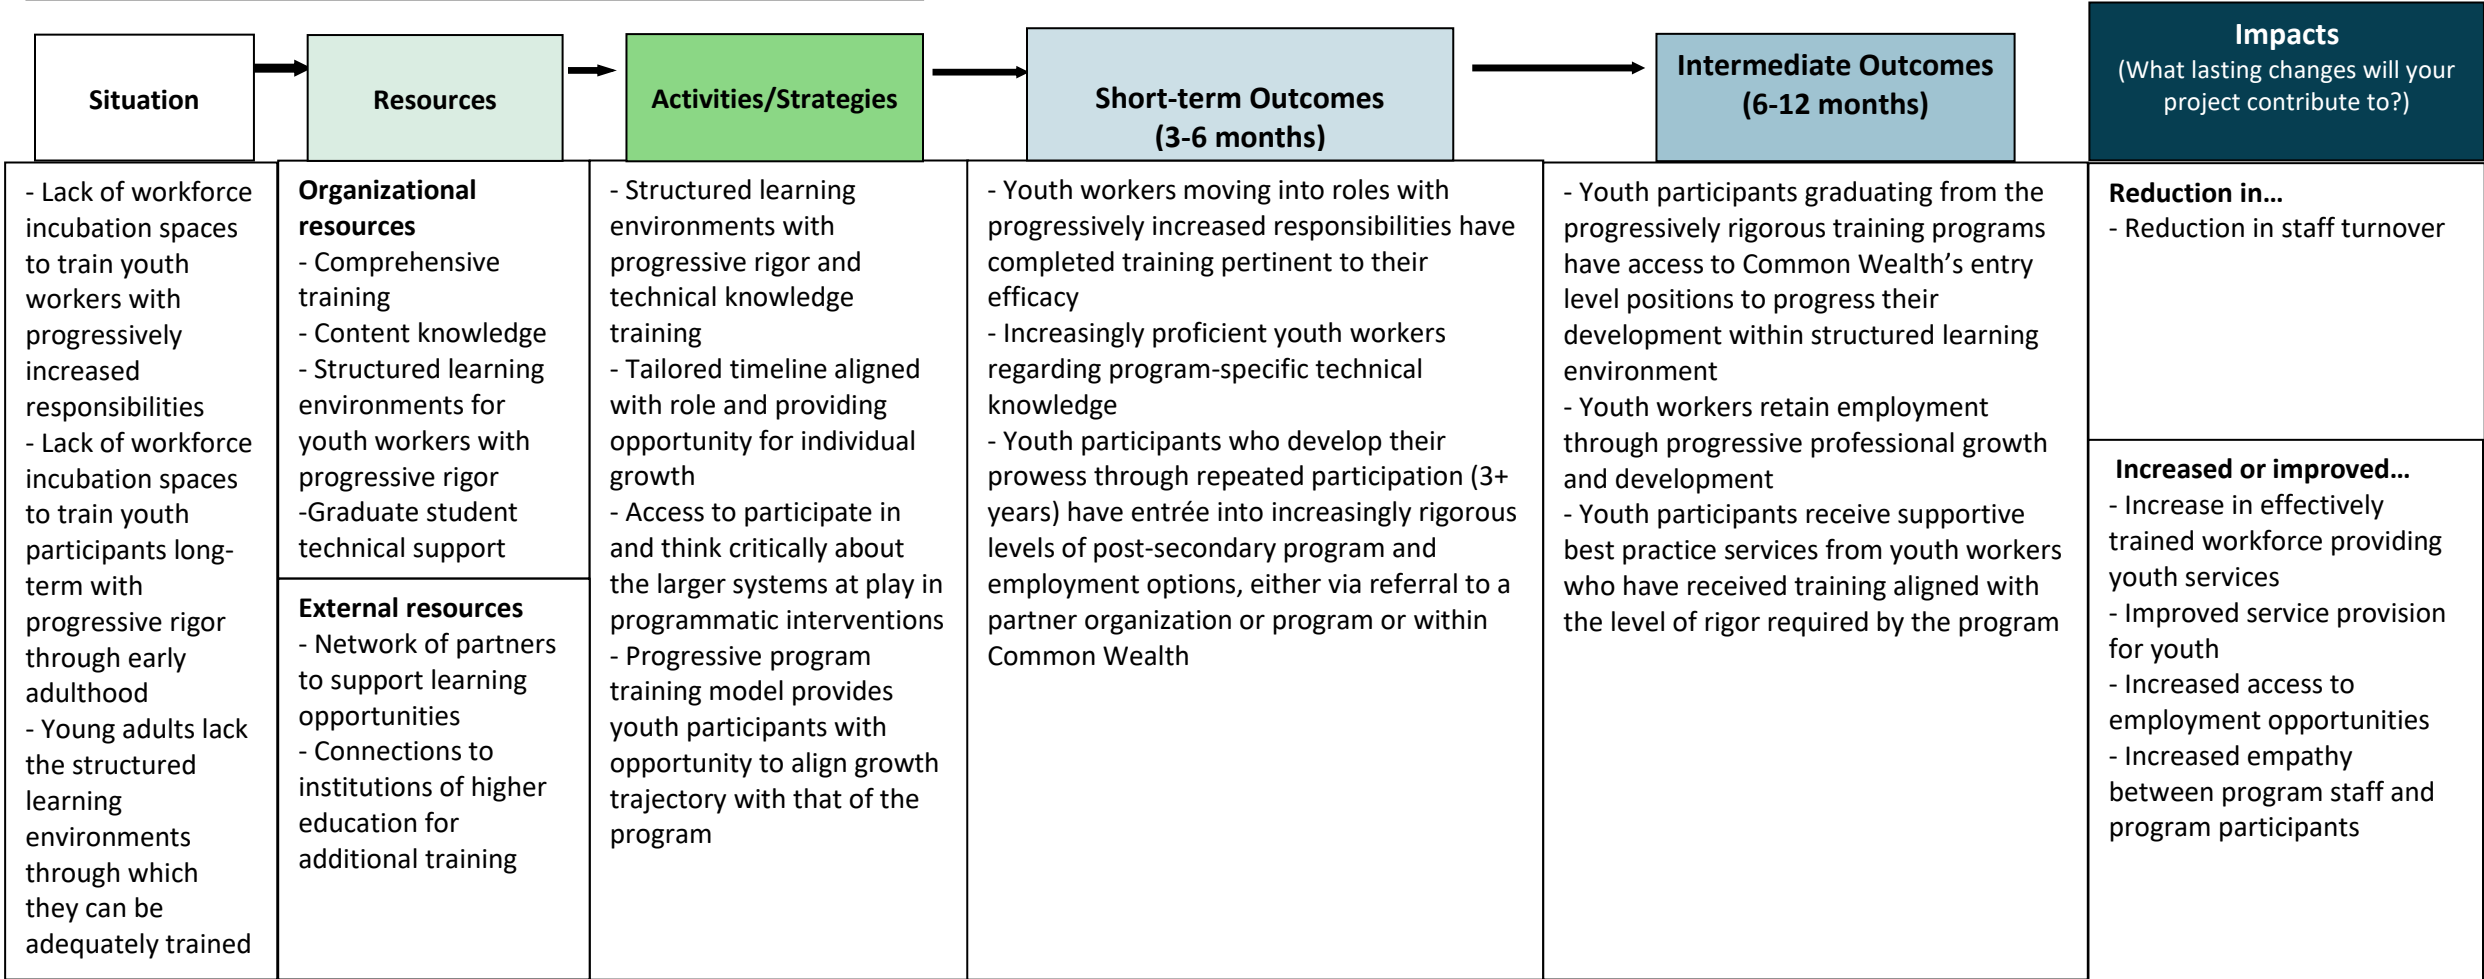 Situation
Resources
Activities/Strategies
Short-term Outcomes
(3-6 months)
Intermediate Outcomes
(6-12 months)
Impacts
(What lasting changes will your
project contribute to?)
- Lack of workforce
incubation spaces
to train youth
workers with
progressively
increased
responsibilities
- Lack of workforce
incubation spaces
to train youth
participants long-
term with
progressive rigor
through early
adulthood
- Young adults lack
the structured
learning
environments
through which
they can be
adequately trained
Organizational
resources
- Comprehensive
training
- Content knowledge
- Structured learning
environments for
youth workers with
progressive rigor
-Graduate student
technical support
External resources
- Network of partners
to support learning
opportunities
- Connections to
institutions of higher
education for
additional training
- Structured learning
environments with
progressive rigor and
technical knowledge
training
- Tailored timeline aligned
with role and providing
opportunity for individual
growth
- Access to participate in
and think critically about
the larger systems at play in
programmatic interventions
- Progressive program
training model provides
youth participants with
opportunity to align growth
trajectory with that of the
program
- Youth workers moving into roles with
progressively increased responsibilities have
completed training pertinent to their
efficacy
- Increasingly proficient youth workers
regarding program-specific technical
knowledge
- Youth participants who develop their
prowess through repeated participation (3+
years) have entrée into increasingly rigorous
levels of post-secondary program and
employment options, either via referral to a
partner organization or program or within
Common Wealth
- Youth participants graduating from the
progressively rigorous training programs
have access to Common Wealth’s entry
level positions to progress their
development within structured learning
environment
- Youth workers retain employment
through progressive professional growth
and development
- Youth participants receive supportive
best practice services from youth workers
who have received training aligned with
the level of rigor required by the program
Reduction in…
- Reduction in staff turnover
Increased or improved…
- Increase in effectively
trained workforce providing
youth services
- Improved service provision
for youth
- Increased access to
employment opportunities
- Increased empathy
between program staff and
program participants